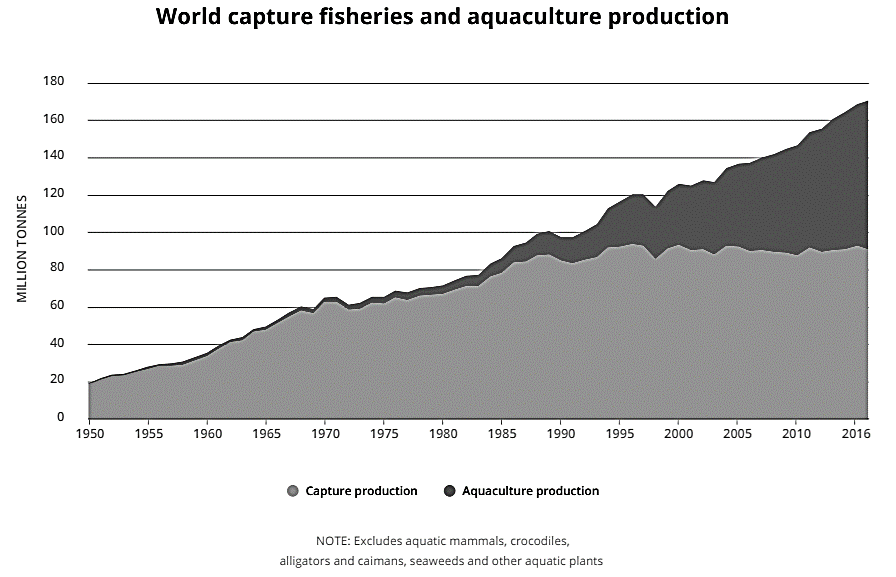 World capture fisheries and aquaculture production
180
160
140
120
100
80
60
40
20
0
MILLION TONNES
1950 1955 1960 1965 1970 1975 1980 1985 1990 1995 2000 2005 2010 2016
Capture production Aquaculture production
NOTE: Excludes aquatic mammals, crocodiles,
alligators and caimans, seaweeds and other aquatic plants